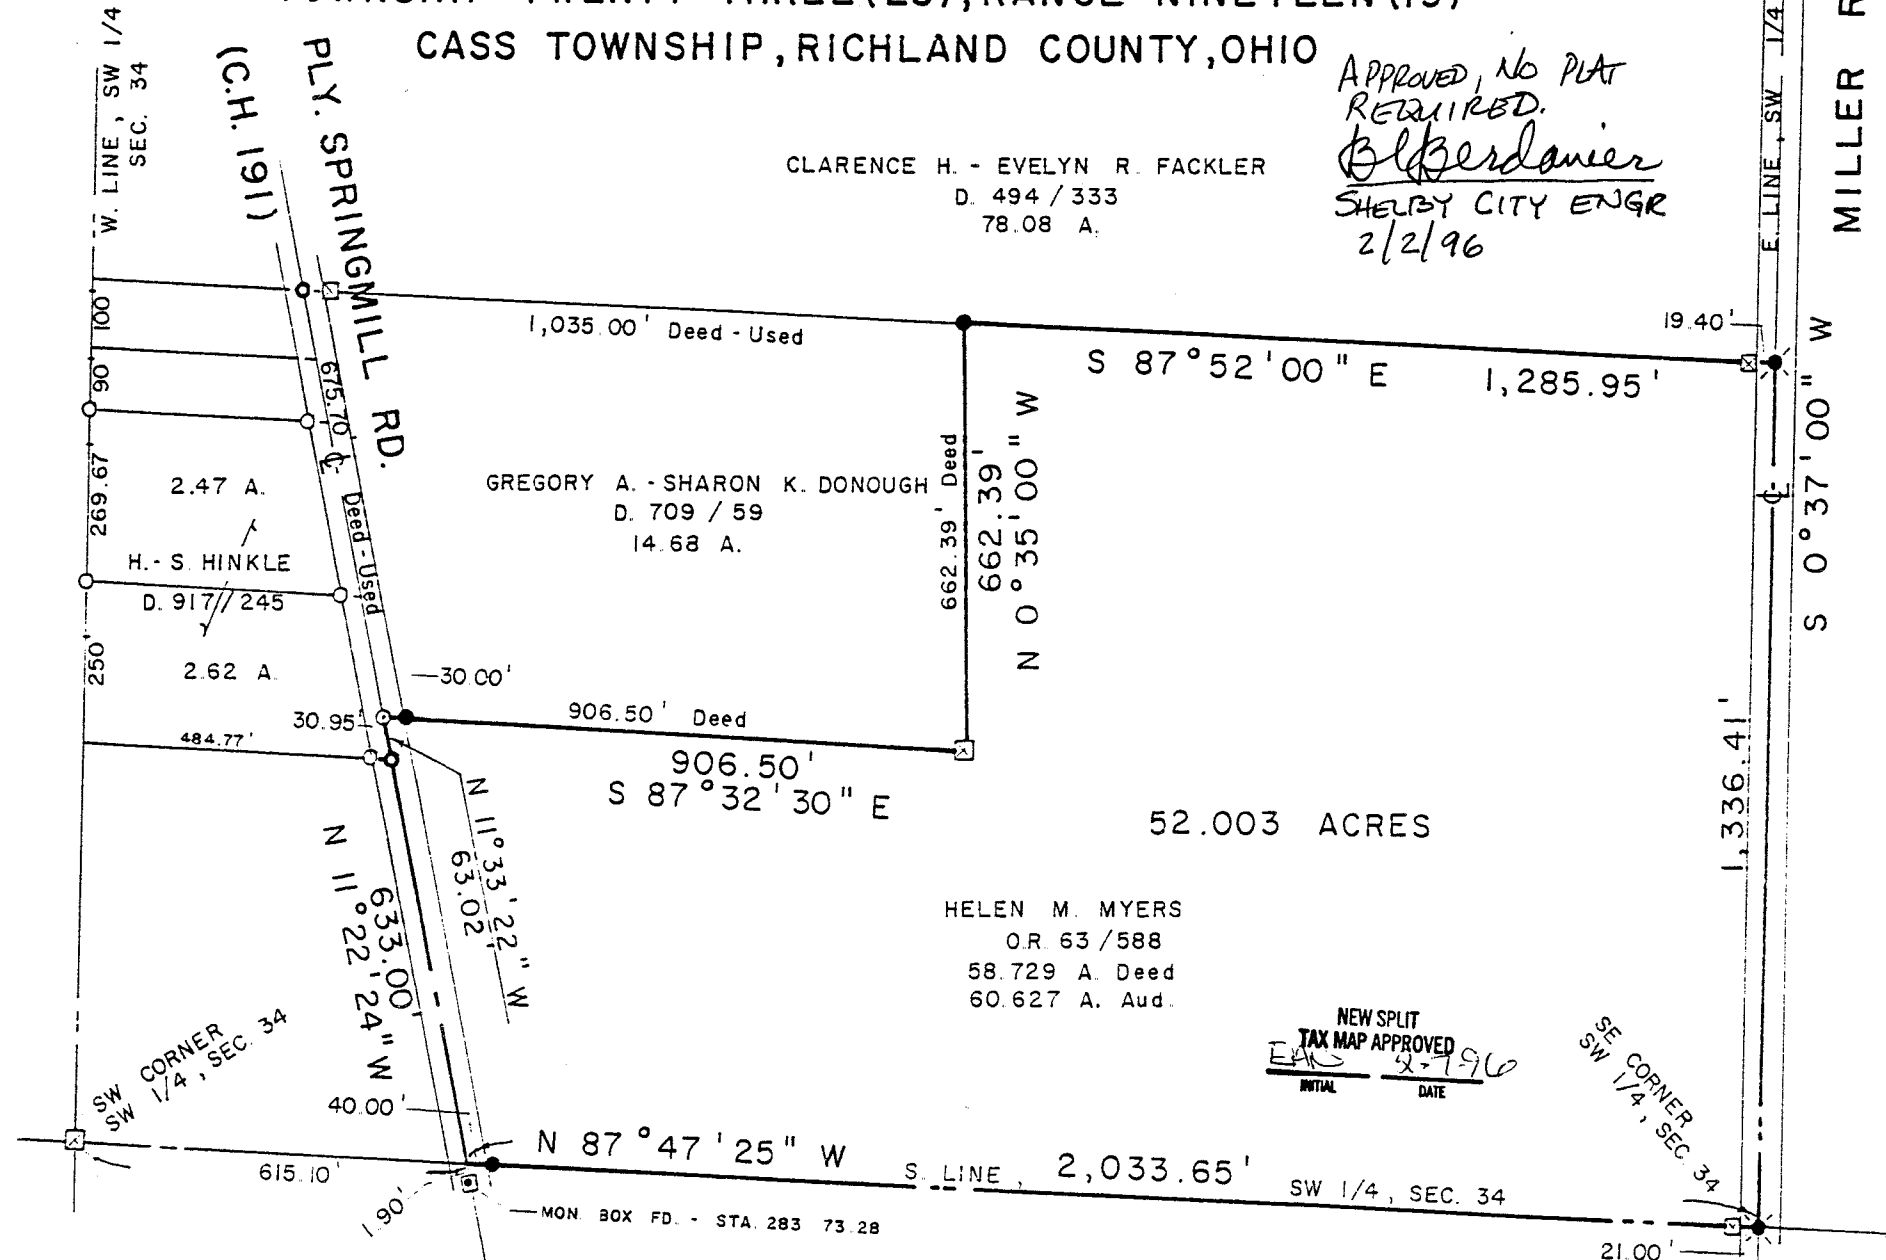 CASS TOWNSHIP, RICHLAND COUNTY, OHIO
APPROVED, NO PLAT
REQUIRED.
Berdanier
SHELBY CITY ENGR
2/2/96
W. LINE, SW 1/4
SEC. 34
(C.H. 191)
PLY. SPRINGMILL RD.
CLARENCE H. - EVELYN R. FACKLER
D. 494 / 333
78.08 A.
E LINE, SW 1/4
MILLER R
100
90
269.67
250'
675.70' ℄ Deed - Used
1,035.00' Deed - Used
19.40'
S 87°52'00" E 1,285.95'
S 0°37'00" W
1,336.41'
662.39' Deed
662.39'
N 0°35'00" W
GREGORY A. - SHARON K. DONOUGH
D. 709 / 59
14.68 A.
2.47 A.
H. - S. HINKLE
D. 917 / 245
2.62 A.
30.00'
30.95'
484.77'
906.50' Deed
906.50'
S 87°32'30" E
N 11°33'22" W
63.02'
633.00'
N 11°22'24" W
52.003 ACRES
HELEN M. MYERS
O.R. 63 / 588
58.729 A. Deed
60.627 A. Aud.
NEW SPLIT
TAX MAP APPROVED
2-7-96
INITIAL DATE
SW CORNER
SW 1/4, SEC. 34
SE CORNER
SW 1/4, SEC. 34
40.00'
615.10'
1.90'
N 87°47'25" W S. LINE, 2,033.65' SW 1/4, SEC. 34
MON. BOX FD. - STA. 283 73.28
21.00'